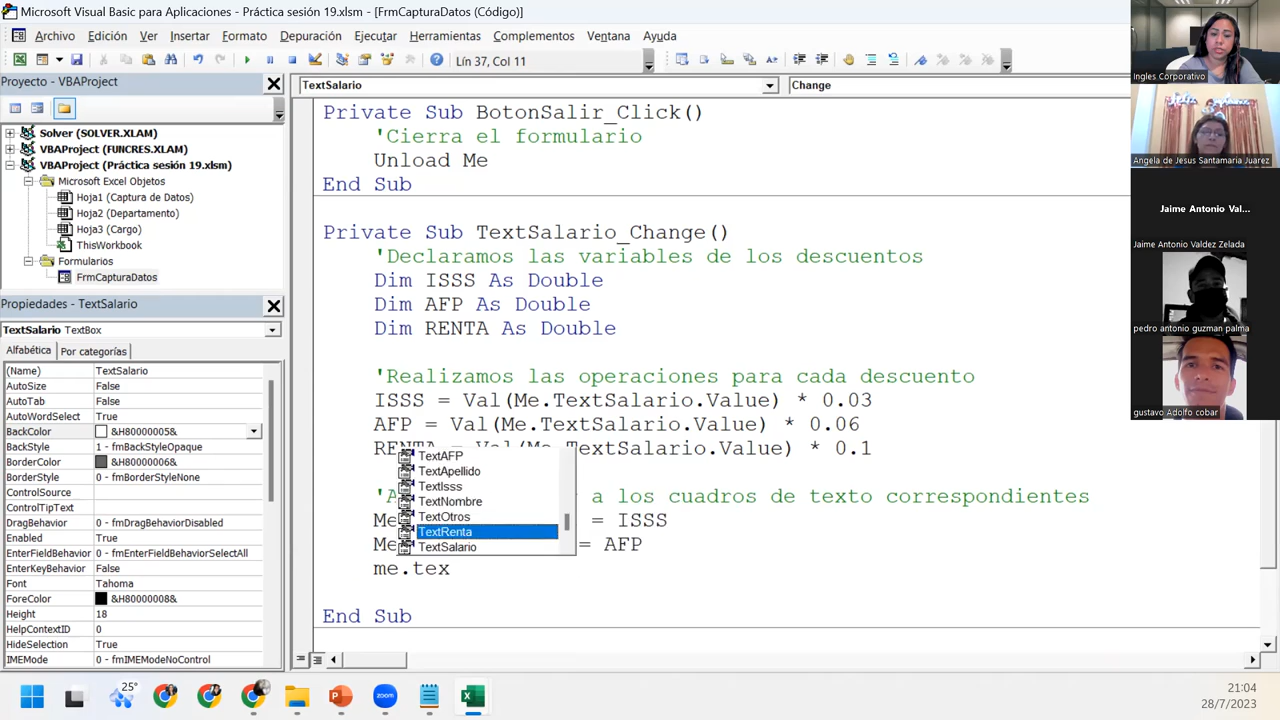 Microsoft Visual Basic para Aplicaciones - Práctica sesión 19.xlsm - [FrmCapturaDatos (Código)]
Archivo Edición Ver Insertar Formato Depuración Ejecutar Herramientas Complementos Ventana Ayuda
Lín 37, Col 11
Proyecto - VBAProject
Solver (SOLVER.XLAM)
VBAProject (FUNCRES.XLAM)
VBAProject (Práctica sesión 19.xlsm)
Microsoft Excel Objetos
Hoja1 (Captura de Datos)
Hoja2 (Departamento)
Hoja3 (Cargo)
ThisWorkbook
Formularios
FrmCapturaDatos
Propiedades - TextSalario
TextSalario TextBox
Alfabética Por categorías
(Name) TextSalario
AutoSize False
AutoTab False
AutoWordSelect True
BackColor &H80000005&
BackStyle 1 - fmBackStyleOpaque
BorderColor &H80000006&
BorderStyle 0 - fmBorderStyleNone
ControlSource
ControlTipText
DragBehavior 0 - fmDragBehaviorDisabled
Enabled True
EnterFieldBehavior 0 - fmEnterFieldBehaviorSelectAll
EnterKeyBehavior False
Font Tahoma
ForeColor &H80000008&
Height 18
HelpContextID 0
HideSelection True
IMEMode 0 - fmIMEModeNoControl
TextSalario Change
Private Sub BotonSalir_Click()
'Cierra el formulario
Unload Me
End Sub
Private Sub TextSalario_Change()
'Declaramos las variables de los descuentos
Dim ISSS As Double
Dim AFP As Double
Dim RENTA As Double
'Realizamos las operaciones para cada descuento
ISSS = Val(Me.TextSalario.Value) * 0.03
AFP = Val(Me.TextSalario.Value) * 0.06
RENTA = Val(Me.TextSalario.Value) * 0.1
a los cuadros de texto correspondientes
= ISSS
= AFP
me.tex
End Sub
TextAFP
TextApellido
TextIsss
TextNombre
TextOtros
TextRenta
TextSalario
Ingles Corporativo
Angela de Jesus Santamaria Juarez
Jaime Antonio Val...
Jaime Antonio Valdez Zelada
pedro antonio guzman palma
gustavo Adolfo cobar
25°
zoom
21:04
28/7/2023